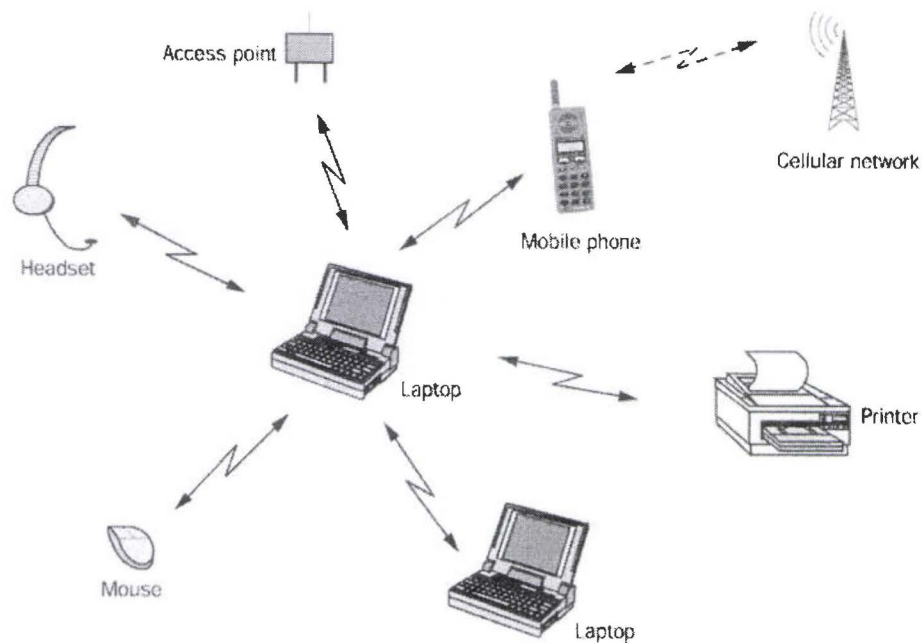 Access point
Cellular network
Mobile phone
Headset
Laptop
Printer
Mouse
Laptop